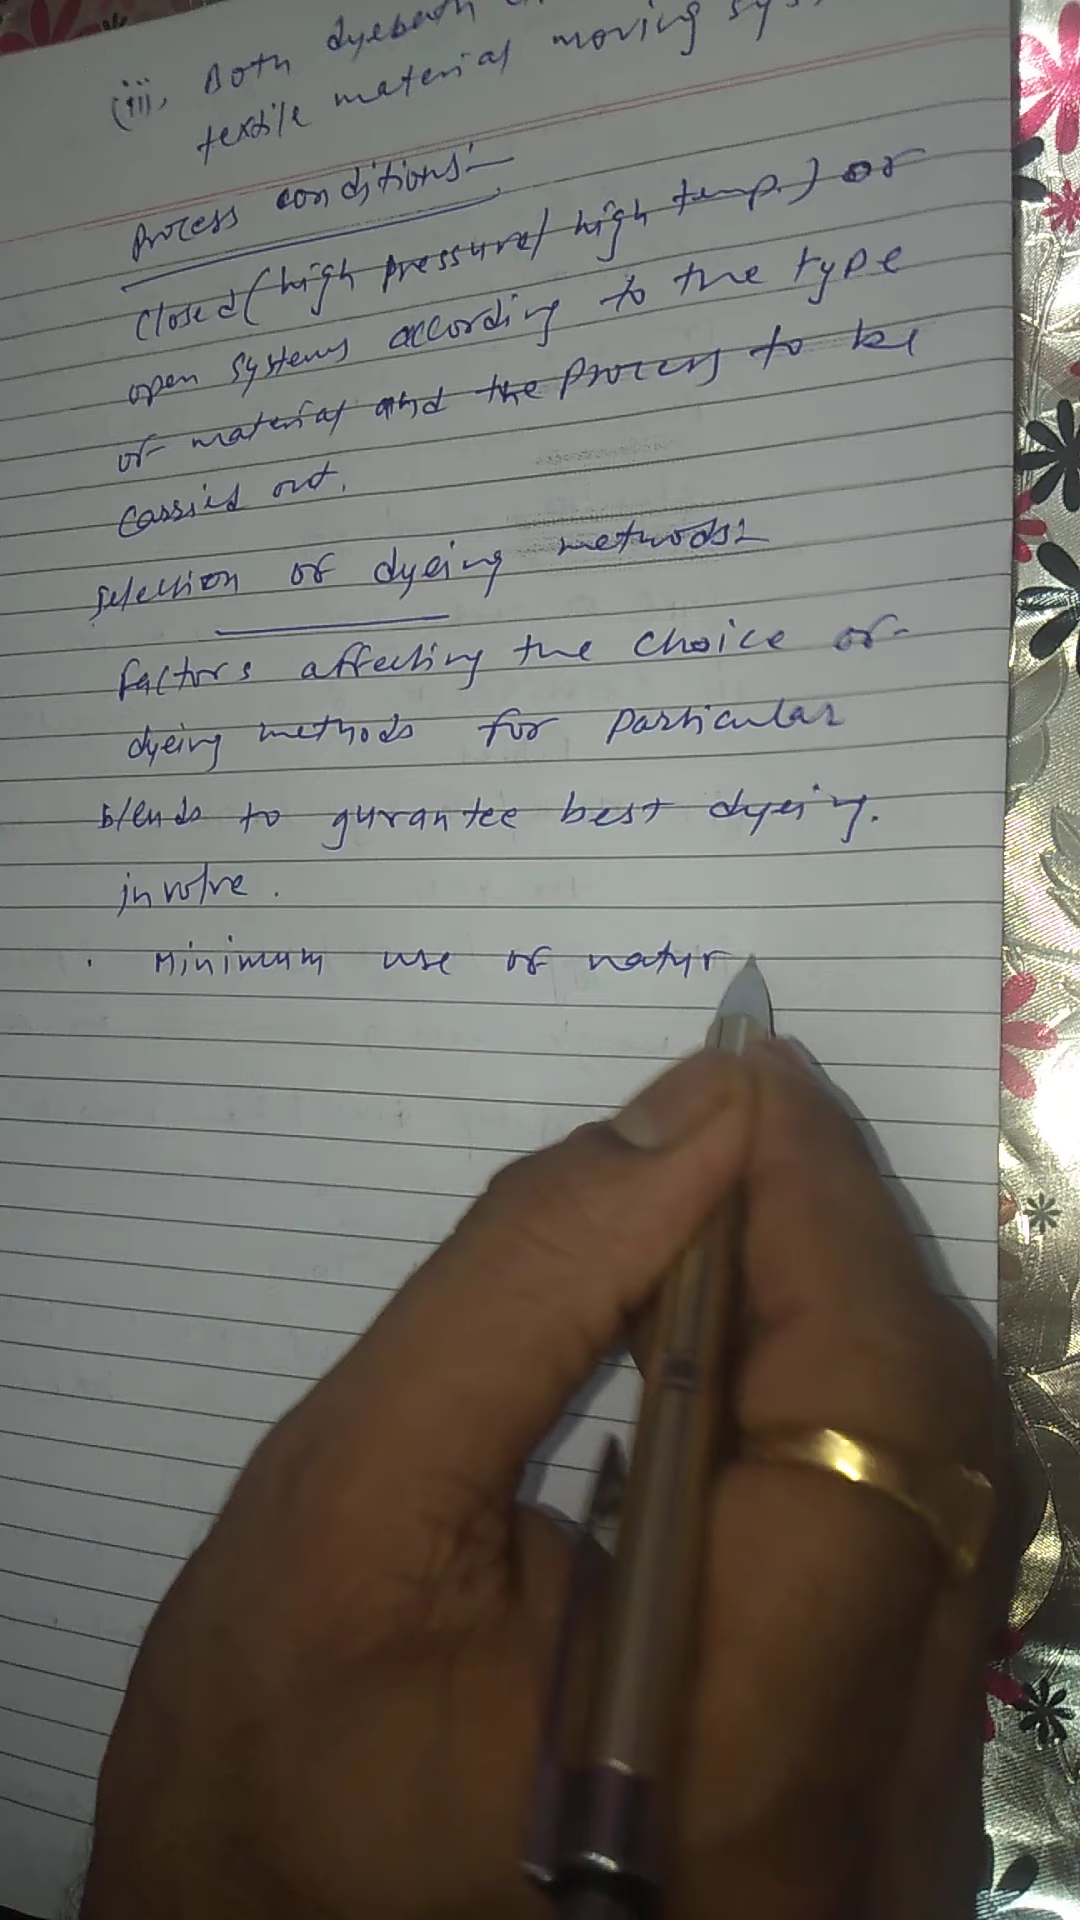 (iii), Both dyebath
textile material moving sys
Process conditions:-
Closed (high pressure/high temp.) or
open systems according to the type
of material and the process to be
carried out.
Selection of dyeing methods:-
factors affecting the choice of
dyeing methods for particular
blends to gurantee best dyeing.
involve.
. Minimum use of natur